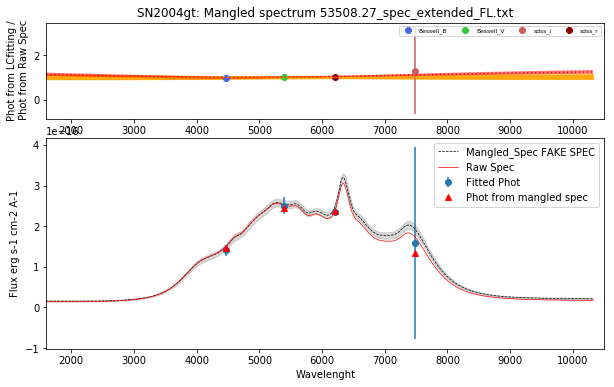 SN2004gt: Mangled spectrum 53508.27_spec_extended_FL.txt
Phot from LCfitting /
Phot from Raw Spec
2
0
Bessell_B
Bessell_V
sdss_i
sdss_r
2000 3000 4000 5000 6000 7000 8000 9000 10000
1e−16
Flux erg s-1 cm-2 A-1
4
3
2
1
0
−1
Mangled_Spec FAKE SPEC
Raw Spec
Fitted Phot
Phot from mangled spec
2000 3000 4000 5000 6000 7000 8000 9000 10000
Wavelenght